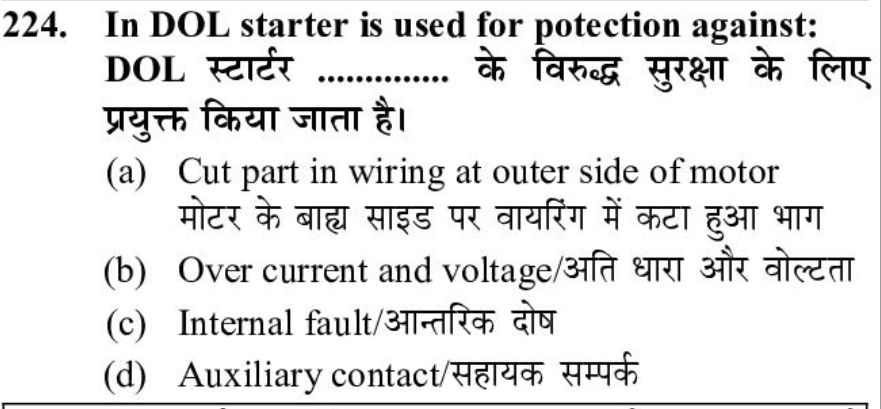 224. In DOL starter is used for potection against:
DOL स्टार्टर ............... के विरुद्ध सुरक्षा के लिए
प्रयुक्त किया जाता है।
(a) Cut part in wiring at outer side of motor
मोटर के बाह्य साइड पर वायरिंग में कटा हुआ भाग
(b) Over current and voltage/अति धारा और वोल्टता
(c) Internal fault/आन्तरिक दोष
(d) Auxiliary contact/सहायक सम्पर्क